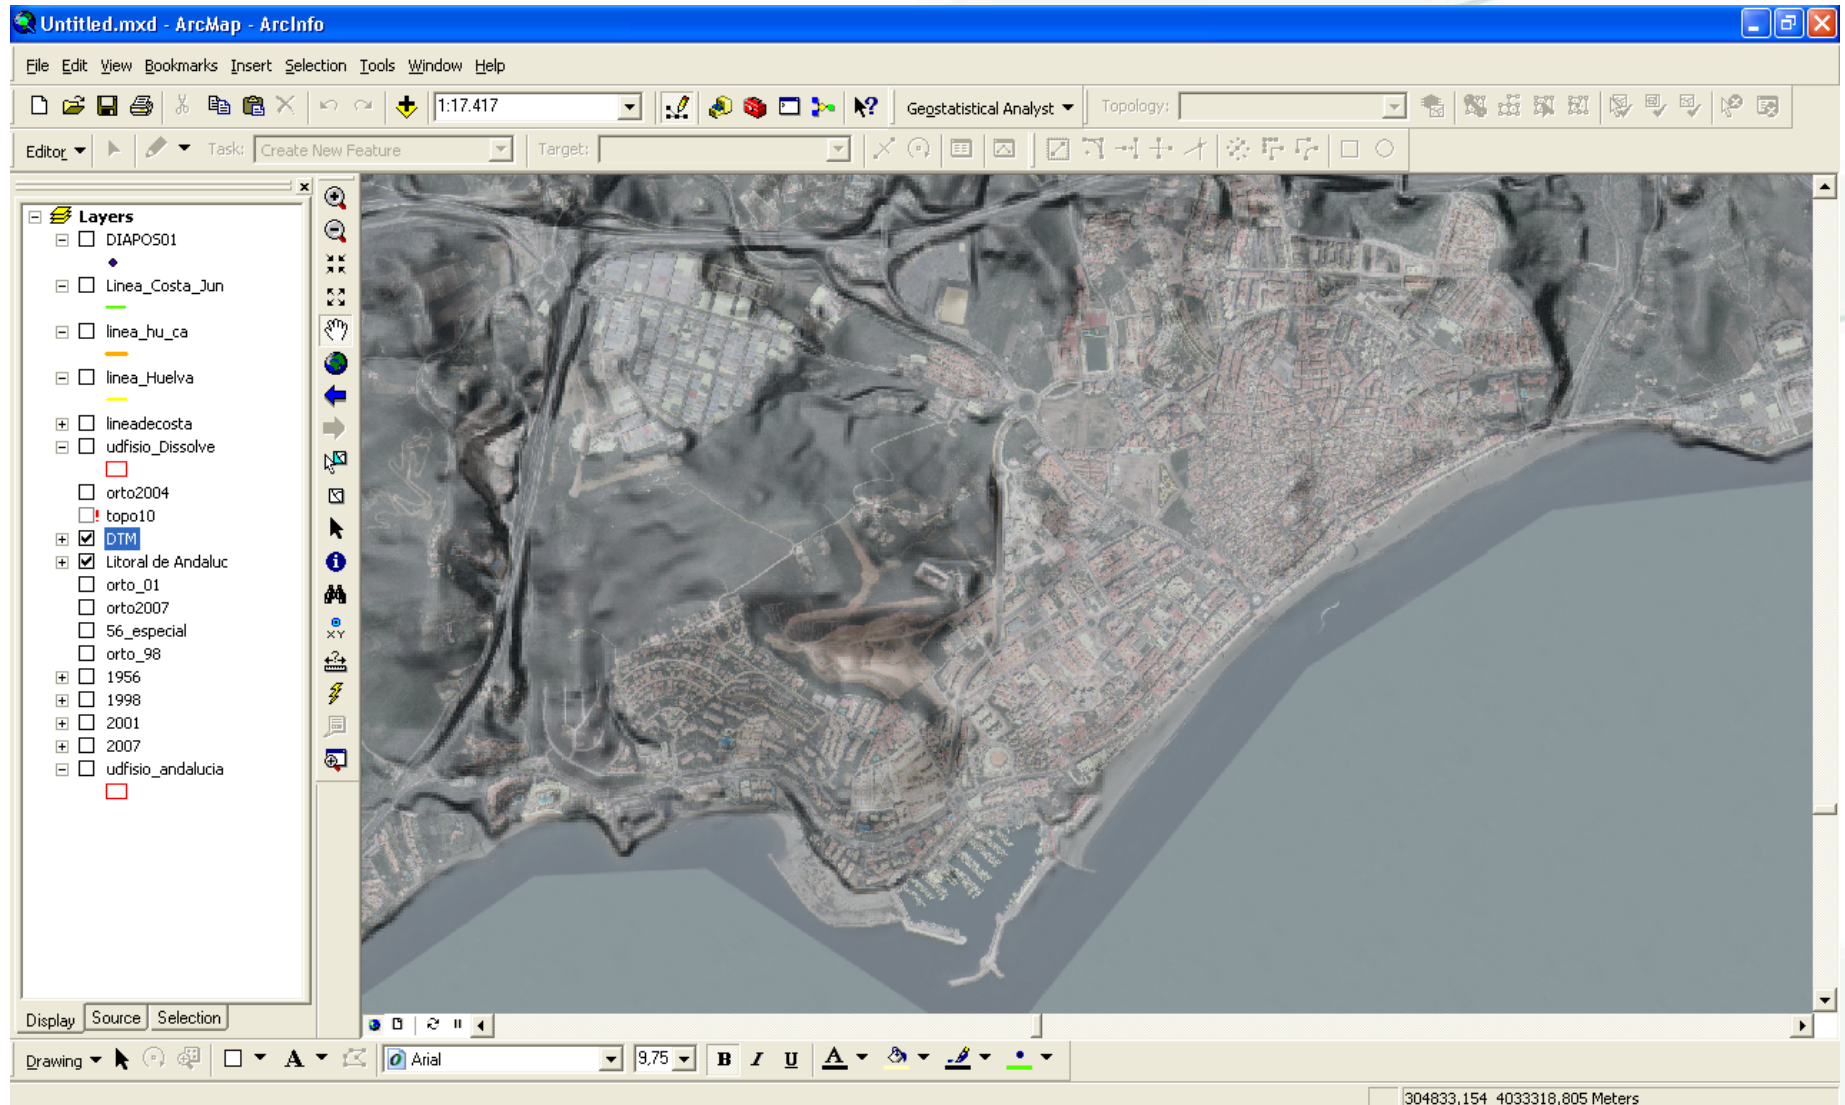 Untitled.mxd - ArcMap - ArcInfo
File Edit View Bookmarks Insert Selection Tools Window Help
1:17.417 Geostatistical Analyst Topology:
Editor Task: Create New Feature Target:
Layers
DIAPOS01
Linea_Costa_Jun
linea_hu_ca
linea_Huelva
lineadecosta
udfisio_Dissolve
orto2004
topo10
DTM
Litoral de Andaluc
orto_01
orto2007
56_especial
orto_98
1956
1998
2001
2007
udfisio_andalucia
XY
Display Source Selection
Drawing A Arial 9,75 B I U A
304833,154 4033318,805 Meters